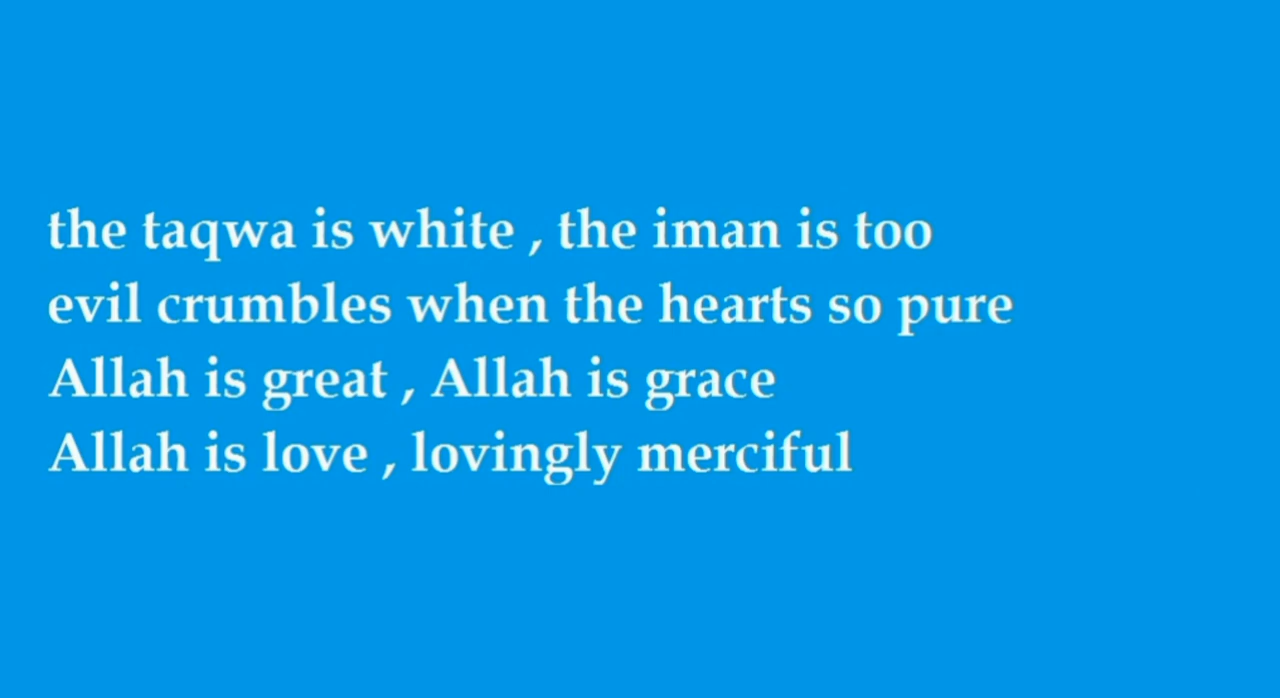 the taqwa is white , the iman is too
evil crumbles when the hearts so pure
Allah is great , Allah is grace
Allah is love , lovingly merciful